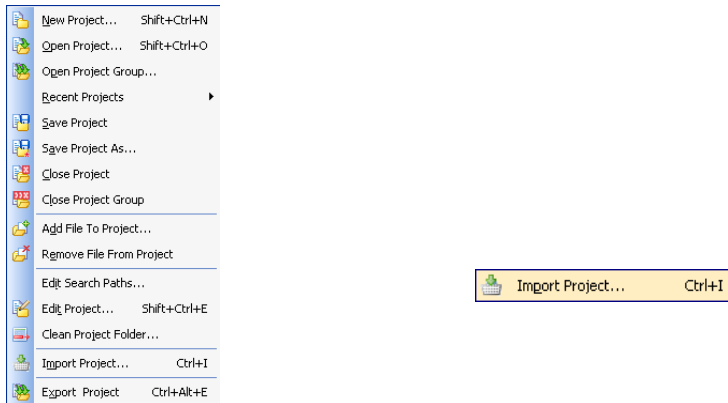 New Project... Shift+Ctrl+N
Open Project... Shift+Ctrl+O
Open Project Group...
Recent Projects
Save Project
Save Project As...
Close Project
Close Project Group
Add File To Project...
Remove File From Project
Edit Search Paths...
Edit Project... Shift+Ctrl+E
Clean Project Folder...
Import Project... Ctrl+I
Export Project Ctrl+Alt+E
Import Project... Ctrl+I